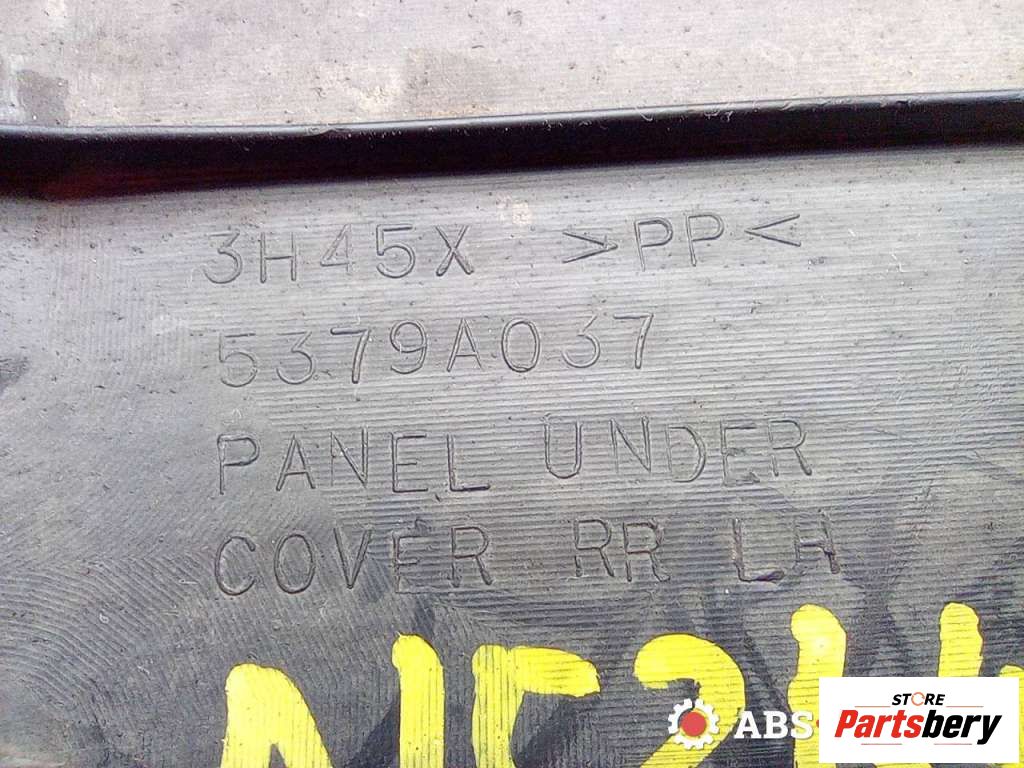 3H45X >PP<
5379A037
PANEL UNDER
COVER RR LH
ABS
STORE
Partsbery